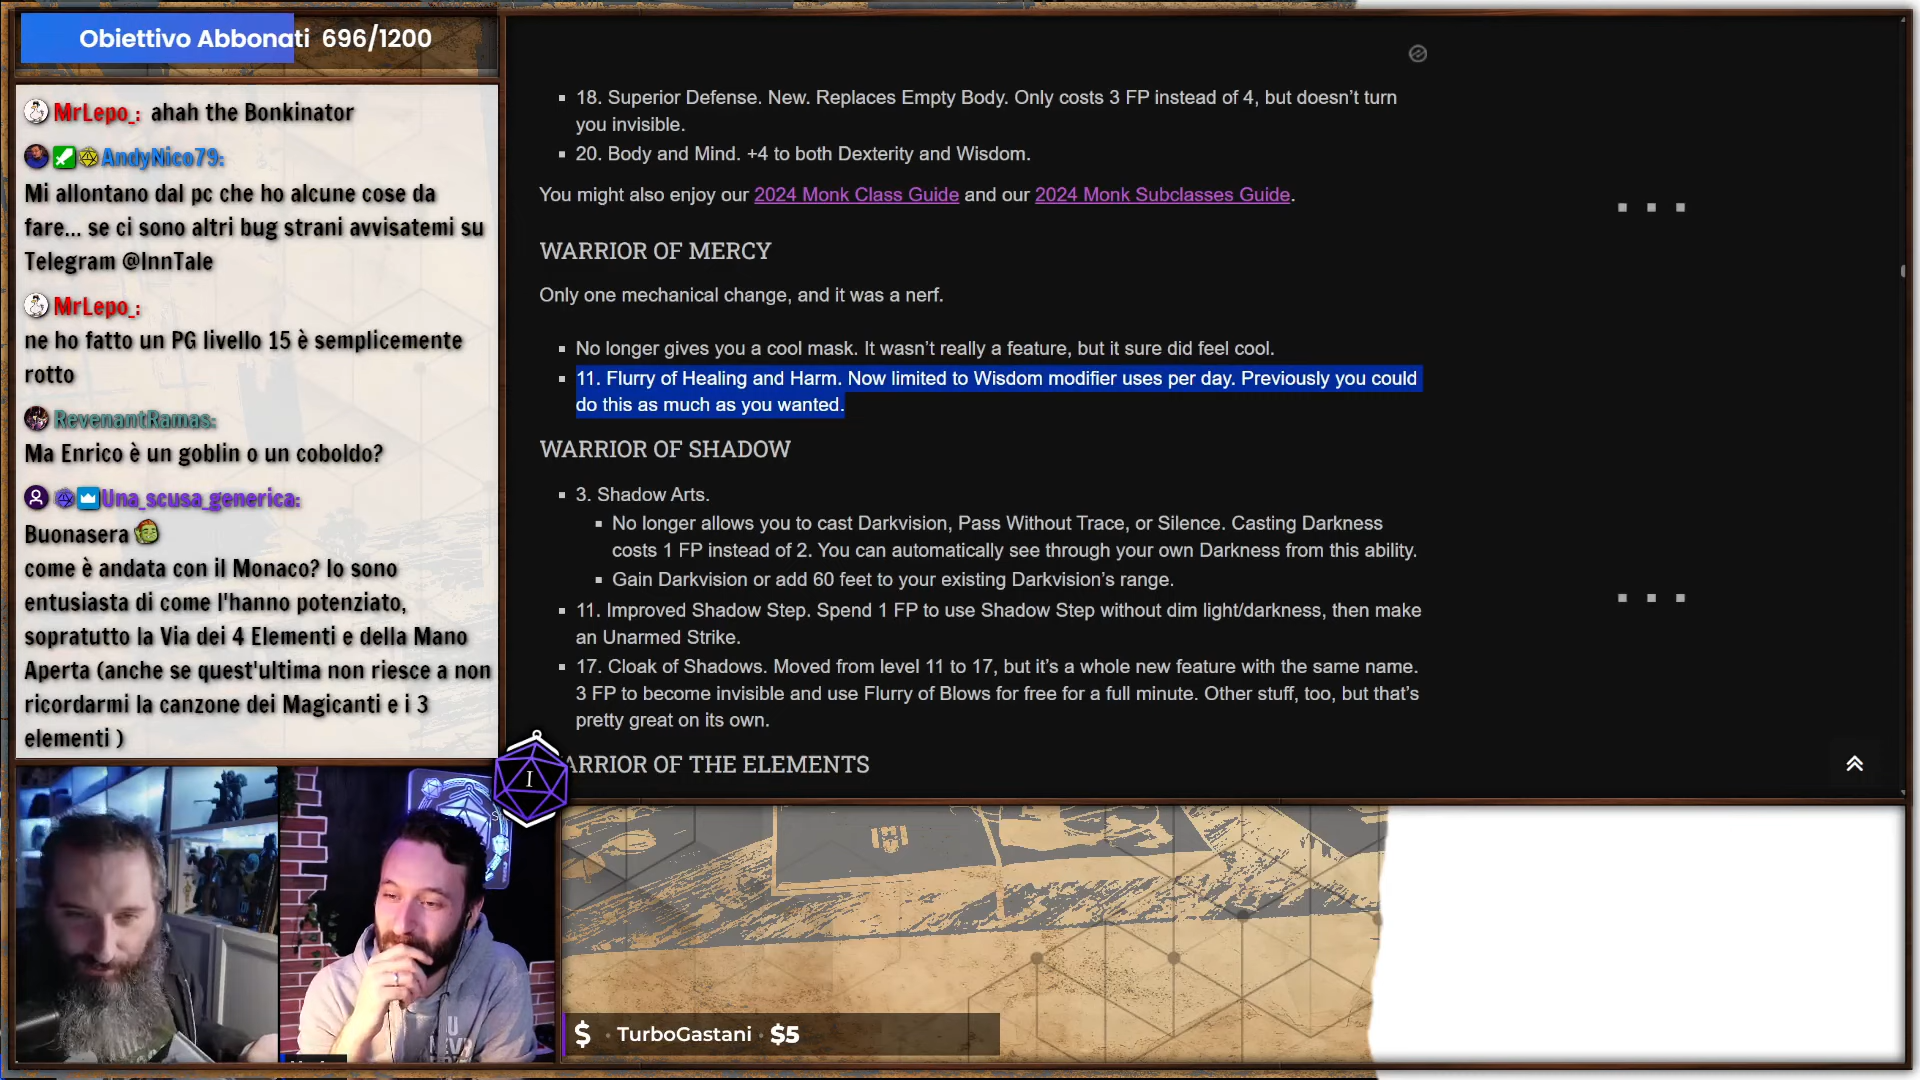 Obiettivo Abbonati 696/1200
MrLepo_: ahah the Bonkinator
AndyNico79:
Mi allontano dal pc che ho alcune cose da
fare... se ci sono altri bug strani avvisatemi su
Telegram @InnTale
MrLepo_:
ne ho fatto un PG livello 15 è semplicemente
rotto
RevenantRamas:
Ma Enrico è un goblin o un coboldo?
Una_scusa_generica:
Buonasera
come è andata con il Monaco? Io sono
entusiasta di come l'hanno potenziato,
sopratutto la Via dei 4 Elementi e della Mano
Aperta (anche se quest'ultima non riesce a non
ricordarmi la canzone dei Magicanti e i 3
elementi )
18. Superior Defense. New. Replaces Empty Body. Only costs 3 FP instead of 4, but doesn't turn
you invisible.
20. Body and Mind. +4 to both Dexterity and Wisdom.
You might also enjoy our 2024 Monk Class Guide and our 2024 Monk Subclasses Guide.
WARRIOR OF MERCY
Only one mechanical change, and it was a nerf.
No longer gives you a cool mask. It wasn't really a feature, but it sure did feel cool.
11. Flurry of Healing and Harm. Now limited to Wisdom modifier uses per day. Previously you could
do this as much as you wanted.
WARRIOR OF SHADOW
3. Shadow Arts.
No longer allows you to cast Darkvision, Pass Without Trace, or Silence. Casting Darkness
costs 1 FP instead of 2. You can automatically see through your own Darkness from this ability.
Gain Darkvision or add 60 feet to your existing Darkvision's range.
11. Improved Shadow Step. Spend 1 FP to use Shadow Step without dim light/darkness, then make
an Unarmed Strike.
17. Cloak of Shadows. Moved from level 11 to 17, but it's a whole new feature with the same name.
3 FP to become invisible and use Flurry of Blows for free for a full minute. Other stuff, too, but that's
pretty great on its own.
ARRIOR OF THE ELEMENTS
I
$ · TurboGastani · $5